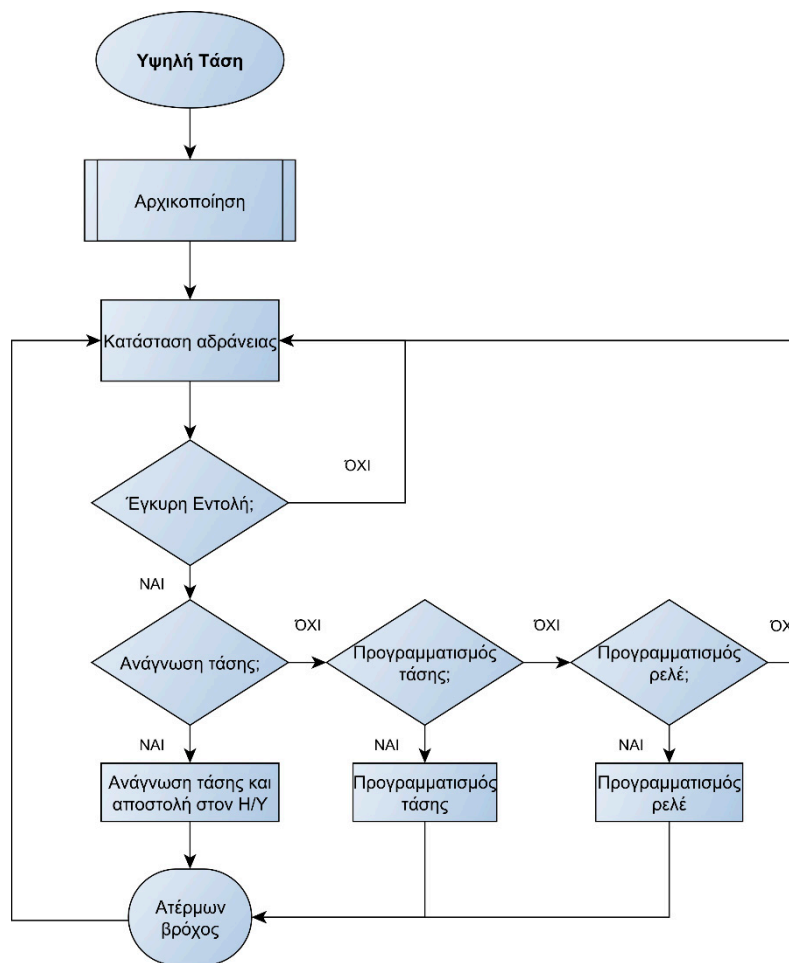 Υψηλή Τάση
Αρχικοποίηση
Κατάσταση αδράνειας
Έγκυρη Εντολή;
ΌΧΙ
ΝΑΙ
Ανάγνωση τάσης;
ΌΧΙ
Προγραμματισμός
τάσης;
ΌΧΙ
Προγραμματισμός
ρελέ;
ΌΧ
ΝΑΙ
ΝΑΙ
ΝΑΙ
Ανάγνωση τάσης και
αποστολή στον Η/Υ
Προγραμματισμός
τάσης
Προγραμματισμός
ρελέ
Ατέρμων
βρόχος